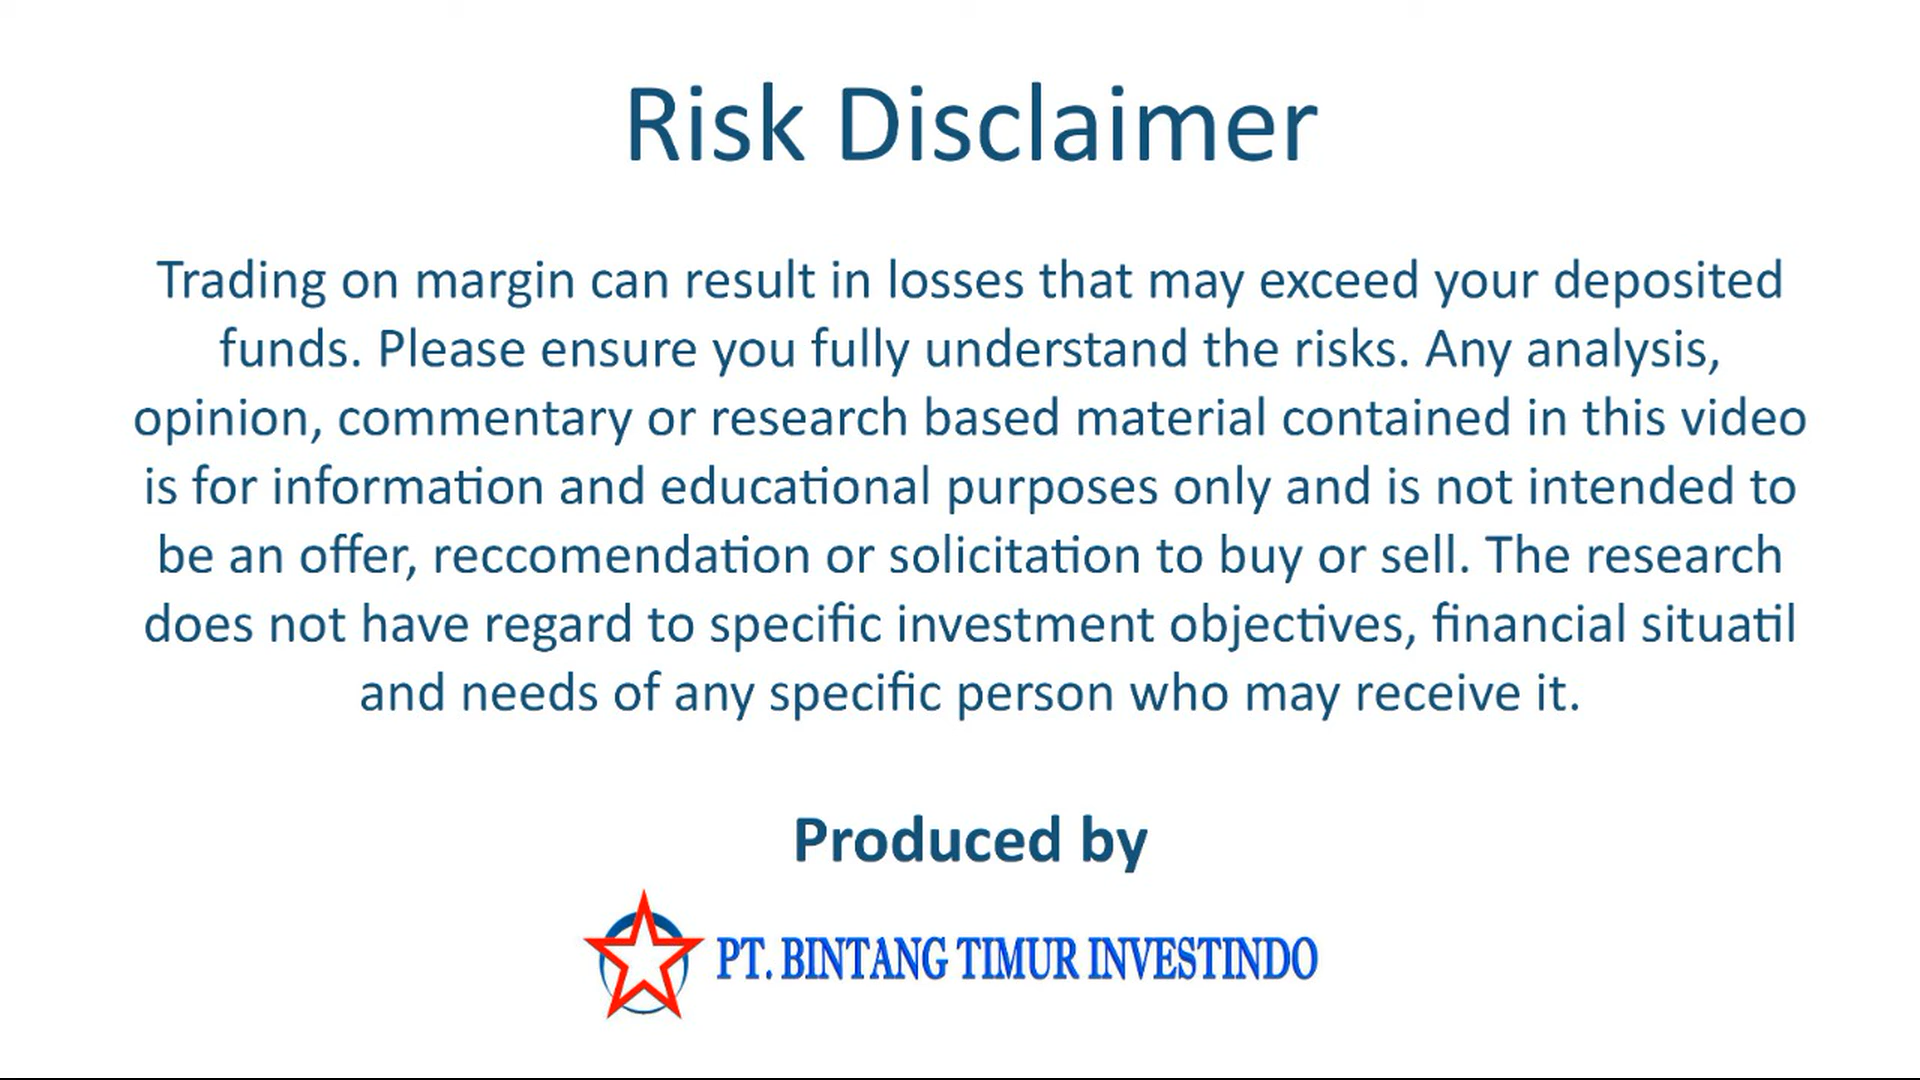 Risk Disclaimer
Trading on margin can result in losses that may exceed your deposited
funds. Please ensure you fully understand the risks. Any analysis,
opinion, commentary or research based material contained in this video
is for information and educational purposes only and is not intended to
be an offer, reccomendation or solicitation to buy or sell. The research
does not have regard to specific investment objectives, financial situatil
and needs of any specific person who may receive it.
Produced by
PT. BINTANG TIMUR INVESTINDO